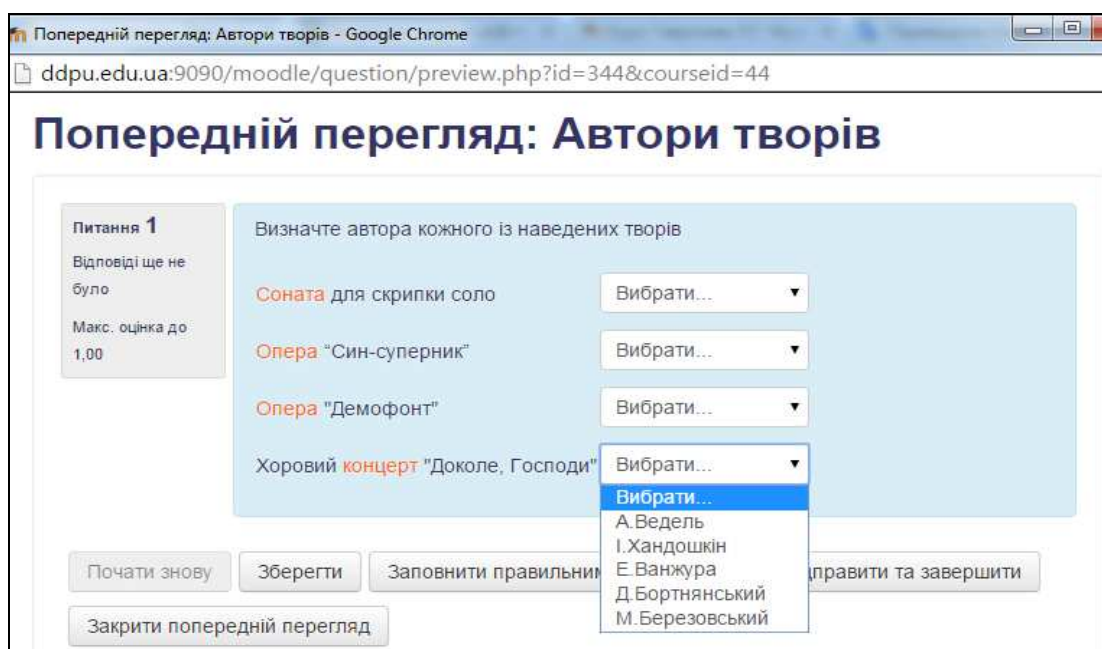 Попередній перегляд: Автори творів - Google Chrome
ddpu.edu.ua:9090/moodle/question/preview.php?id=344&courseid=44
Попередній перегляд: Автори творів
Питання 1
Відповіді ще не
було
Макс. оцінка до
1,00
Визначте автора кожного із наведених творів
Соната для скрипки соло Вибрати...
Опера “Син-суперник” Вибрати...
Опера "Демофонт" Вибрати...
Хоровий концерт "Доколе, Господи" Вибрати...
Вибрати...
А.Ведель
І.Хандошкін
Е.Ванжура
Д.Бортнянський
М.Березовський
Почати знову Зберегти Заповнити правильни та завершити
Закрити попередній перегляд